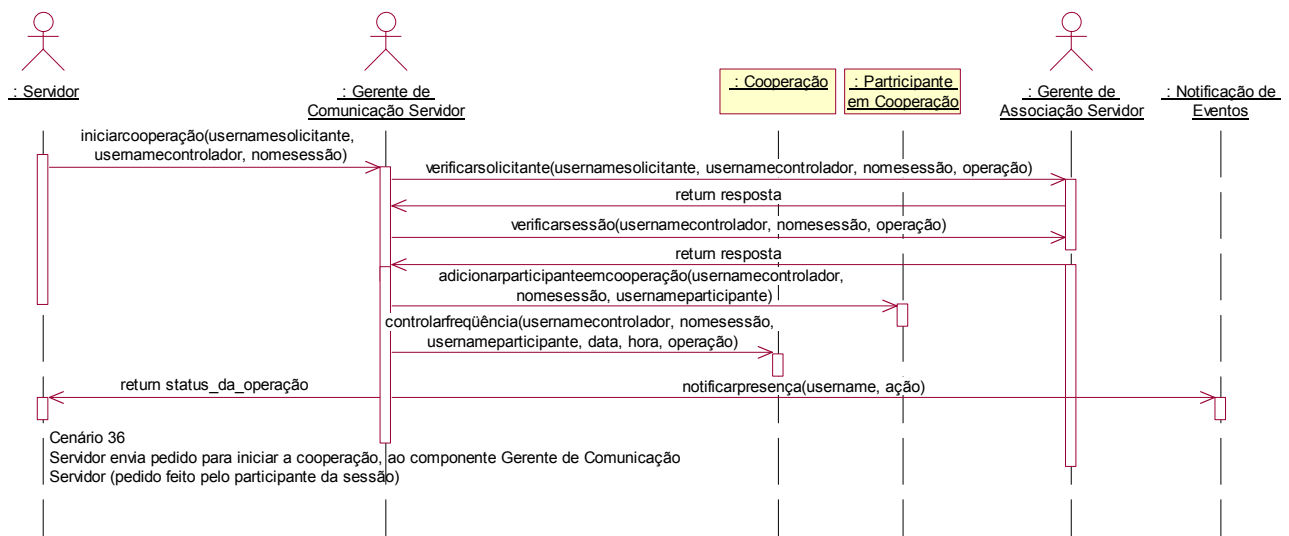 : Servidor
: Gerente de
Comunicação Servidor
: Cooperação
: Partricipante
em Cooperação
: Gerente de
Associação Servidor
: Notificação de
Eventos
iniciarcooperação(usernamesolicitante,
usernamecontrolador, nomesessão)
verificarsolicitante(usernamesolicitante, usernamecontrolador, nomesessão, operação)
return resposta
verificarsessão(usernamecontrolador, nomesessão, operação)
return resposta
adicionarparticipanteemcooperação(usernamecontrolador,
nomesessão, usernameparticipante)
controlarfreqüência(usernamecontrolador, nomesessão,
usernameparticipante, data, hora, operação)
return status_da_operação
notificarpresença(username, ação)
Cenário 36
Servidor envia pedido para iniciar a cooperação, ao componente Gerente de Comunicação
Servidor (pedido feito pelo participante da sessão)